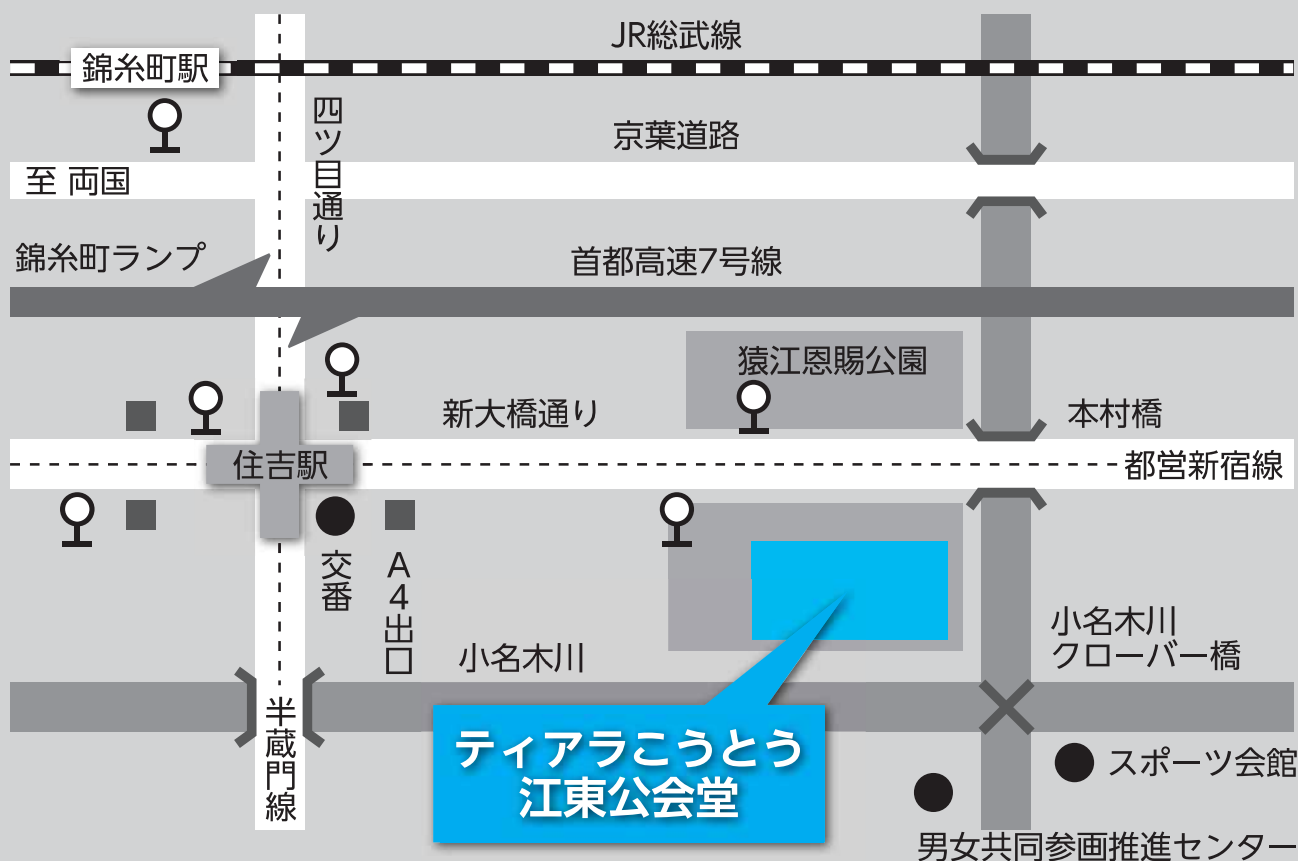 JR総武線
錦糸町駅
四ツ目通り
京葉道路
至 両国
錦糸町ランプ
首都高速7号線
猿江恩賜公園
新大橋通り
本村橋
住吉駅
都営新宿線
交番
A4出口
小名木川
小名木川
クローバー橋
半蔵門線
ティアラこうとう
江東公会堂
スポーツ会館
男女共同参画推進センター